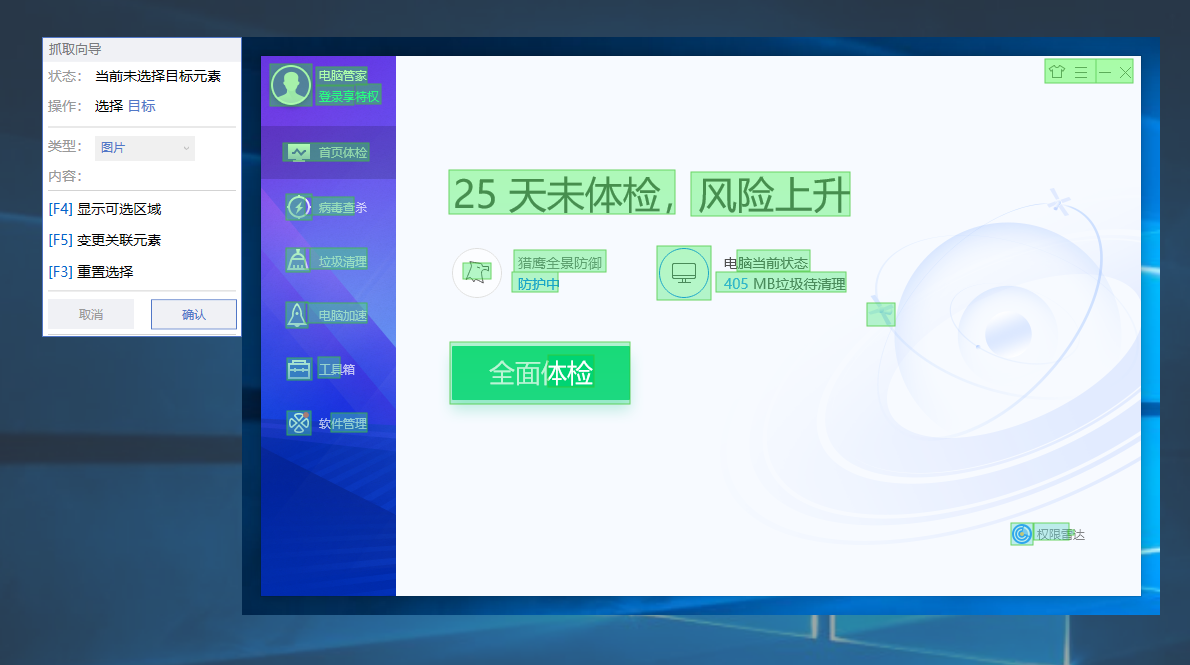 抓取向导
状态： 当前未选择目标元素
操作： 选择 目标
类型： 图片
内容：
[F4] 显示可选区域
[F5] 变更关联元素
[F3] 重置选择
取消 确认
电脑管家
登录享特权
首页体检
病毒查杀
垃圾清理
电脑加速
工具箱
软件管理
25 天未体检，风险上升
猎鹰全景防御
防护中
电脑当前状态
405 MB垃圾待清理
全面体检
权限雷达